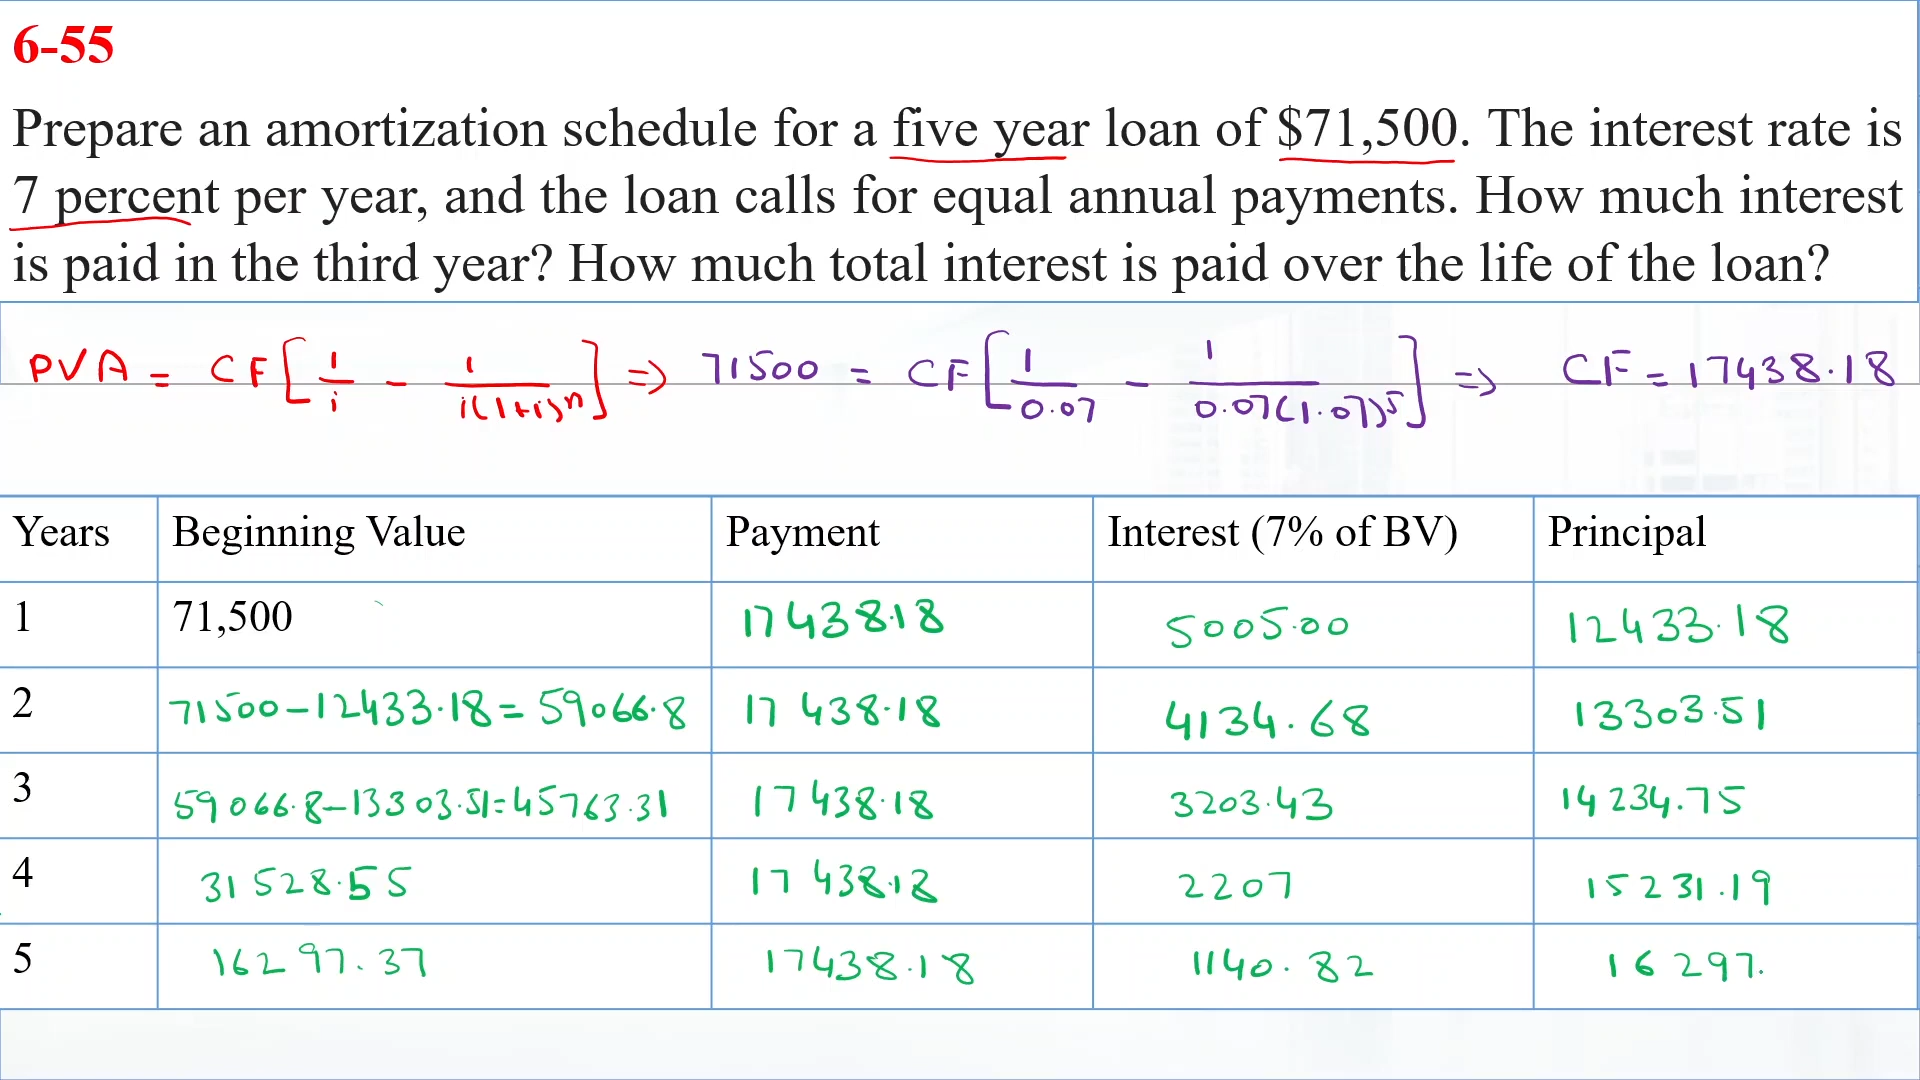 6-55
Prepare an amortization schedule for a five year loan of $71,500. The interest rate is
7 percent per year, and the loan calls for equal annual payments. How much interest
is paid in the third year? How much total interest is paid over the life of the loan?
PVA = CF[1/i - 1/i(1+i)^n] => 71500 = CF[1/0.07 - 1/0.07(1.07)^5] => CF = 17438.18
Years Beginning Value Payment Interest (7% of BV) Principal
1 71,500 17438.18 5005.00 12433.18
2 71500-12433.18=59066.8 17438.18 4134.68 13303.51
3 59066.8-13303.51=45763.31 17438.18 3203.43 14234.75
4 31528.55 17438.18 2207 15231.19
5 16297.37 17438.18 1140.82 16297.